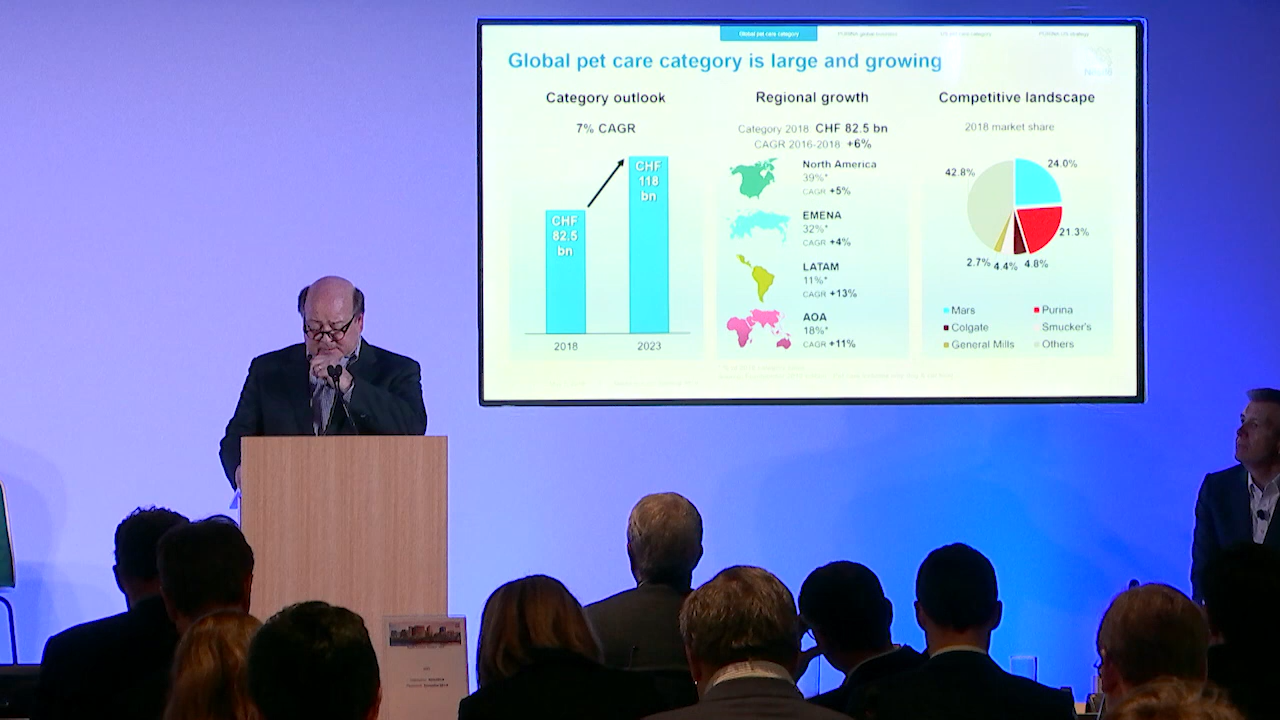 Global pet care category
Global pet care category is large and growing
Category outlook
7% CAGR
CHF
82.5
bn
CHF
118
bn
2018
2023
Regional growth
Category 2018 CHF 82.5 bn
CAGR 2016-2018 +6%
North America
39%*
CAGR +5%
EMENA
32%*
CAGR +4%
LATAM
11%*
CAGR +13%
AOA
18%*
CAGR +11%
Competitive landscape
2018 market share
24.0%
42.8%
21.3%
2.7%
4.4%
4.8%
Mars
Purina
Colgate
Smucker's
General Mills
Others